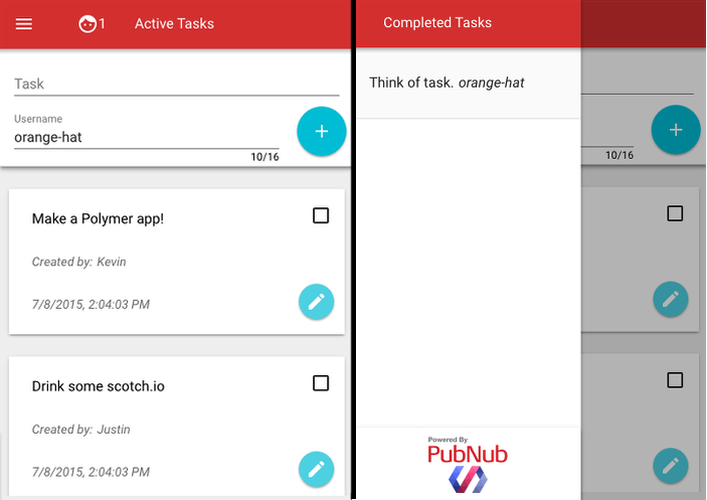 1 Active Tasks
Task
Username
orange-hat
10/16
Make a Polymer app!
Created by: Kevin
7/8/2015, 2:04:03 PM
Drink some scotch.io
Created by: Justin
7/8/2015, 2:04:03 PM
Completed Tasks
Think of task. orange-hat
10/16
Powered By
PubNub